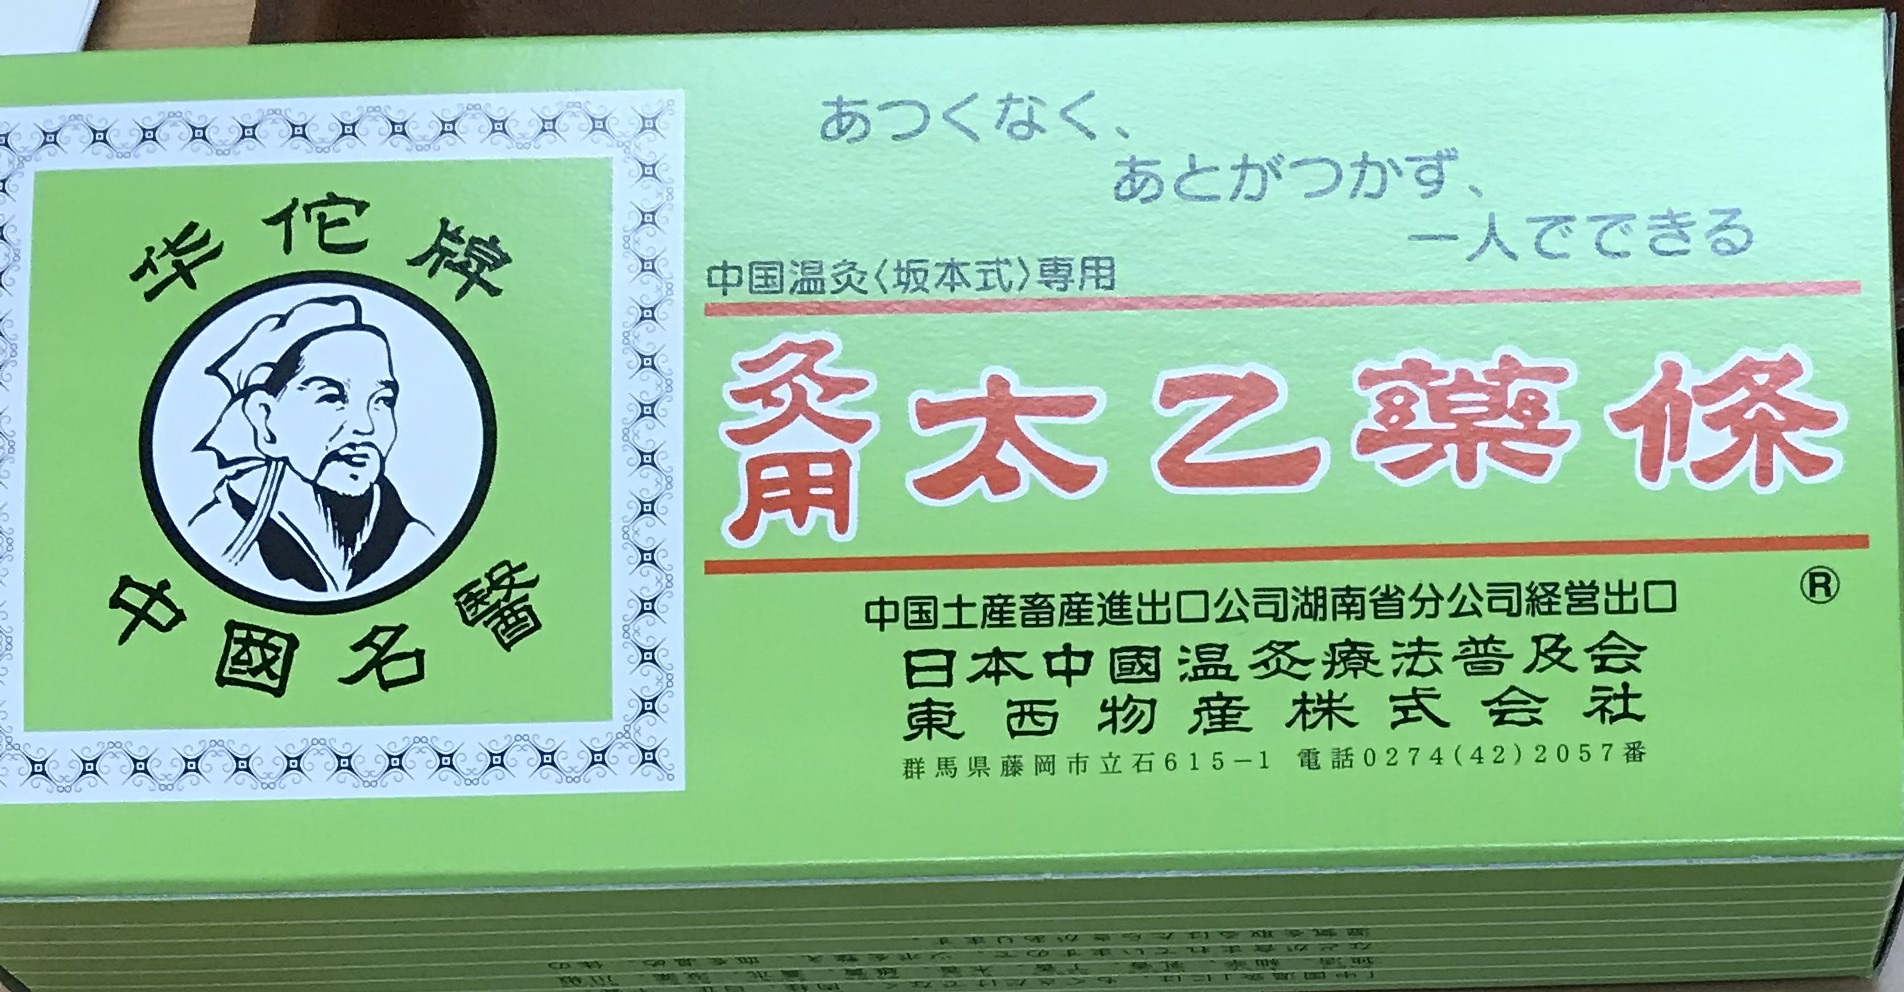 华佗牌
中國名醫
あつくなく、
あとがつかず、
一人でできる
中国温灸〈坂本式〉専用
灸用 太乙薬條
®
中国土産畜産進出口公司湖南省分公司経営出口
日本中國温灸療法普及会
東西物産株式会社
群馬県藤岡市立石615−1 電話0274(42)2057番